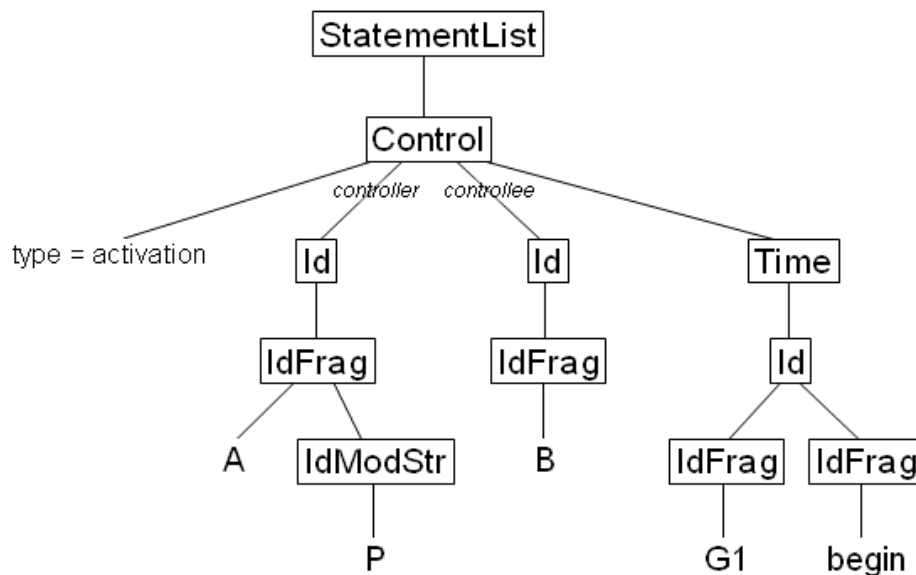 StatementList
Control
controller controllee
type = activation Id Id Time
IdFrag IdFrag Id
A IdModStr B IdFrag IdFrag
P G1 begin